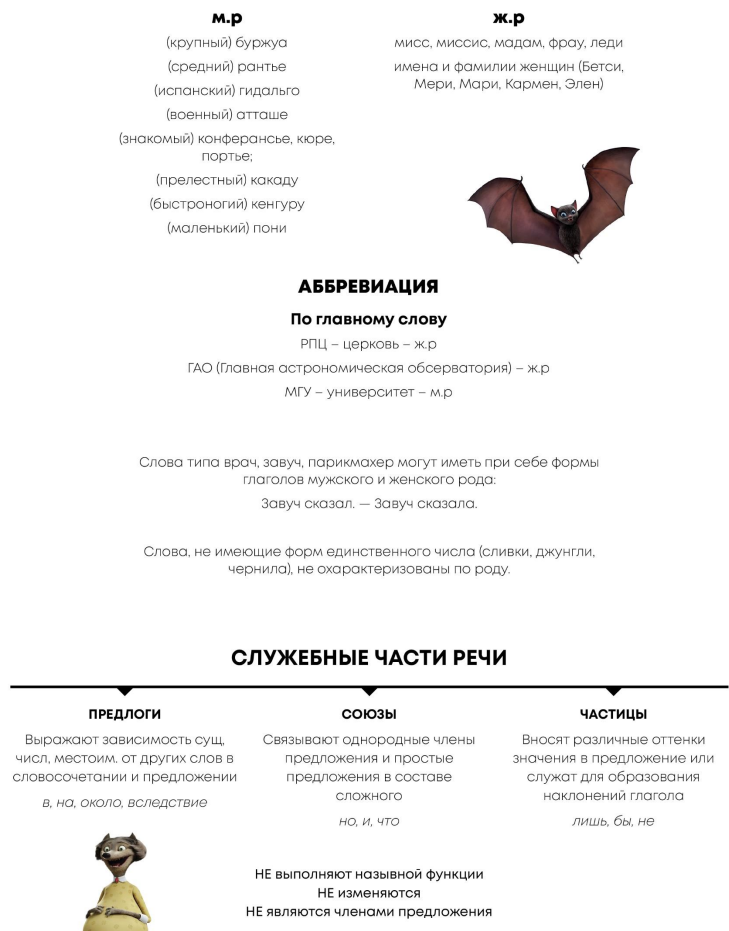 м.р
(крупный) буржуа
(средний) рантье
(испанский) гидальго
(военный) атташе
(знакомый) конферансье, кюре,
портье;
(прелестный) какаду
(быстроногий) кенгуру
(маленький) пони
ж.р
мисс, миссис, мадам, фрау, леди
имена и фамилии женщин (Бетси,
Мери, Мари, Кармен, Элен)
АББРЕВИАЦИЯ
По главному слову
РПЦ – церковь – ж.р
ГАО (Главная астрономическая обсерватория) – ж.р
МГУ – университет – м.р
Слова типа врач, завуч, парикмахер могут иметь при себе формы
глаголов мужского и женского рода:
Завуч сказал. — Завуч сказала.
Слова, не имеющие форм единственного числа (сливки, джунгли,
чернила), не охарактеризованы по роду.
СЛУЖЕБНЫЕ ЧАСТИ РЕЧИ
ПРЕДЛОГИ
Выражают зависимость сущ,
числ, местоим. от других слов в
словосочетании и предложении
в, на, около, вследствие
СОЮЗЫ
Связывают однородные члены
предложения и простые
предложения в составе
сложного
но, и, что
ЧАСТИЦЫ
Вносят различные оттенки
значения в предложение или
служат для образования
наклонений глагола
лишь, бы, не
НЕ выполняют назывной функции
НЕ изменяются
НЕ являются членами предложения